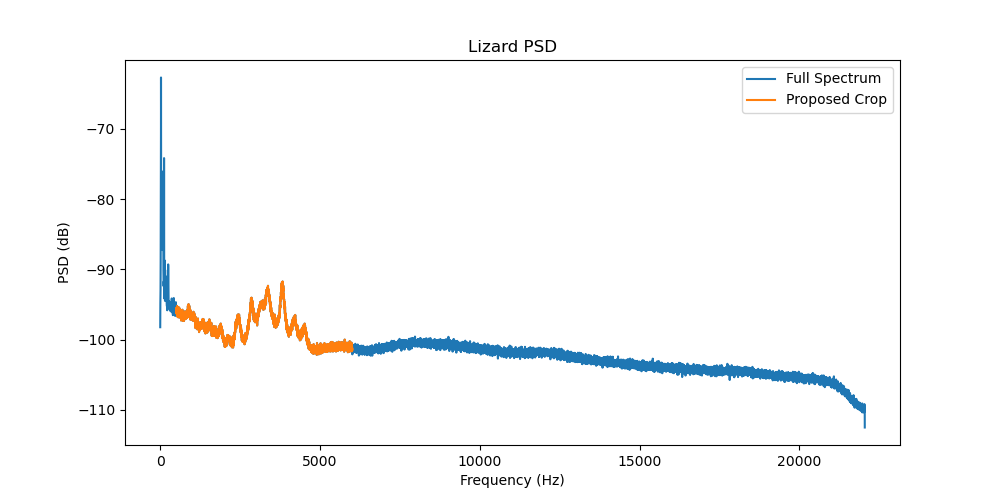 Lizard PSD
Full Spectrum
Proposed Crop
PSD (dB)
−70
−80
−90
−100
−110
0
5000
10000
15000
20000
Frequency (Hz)